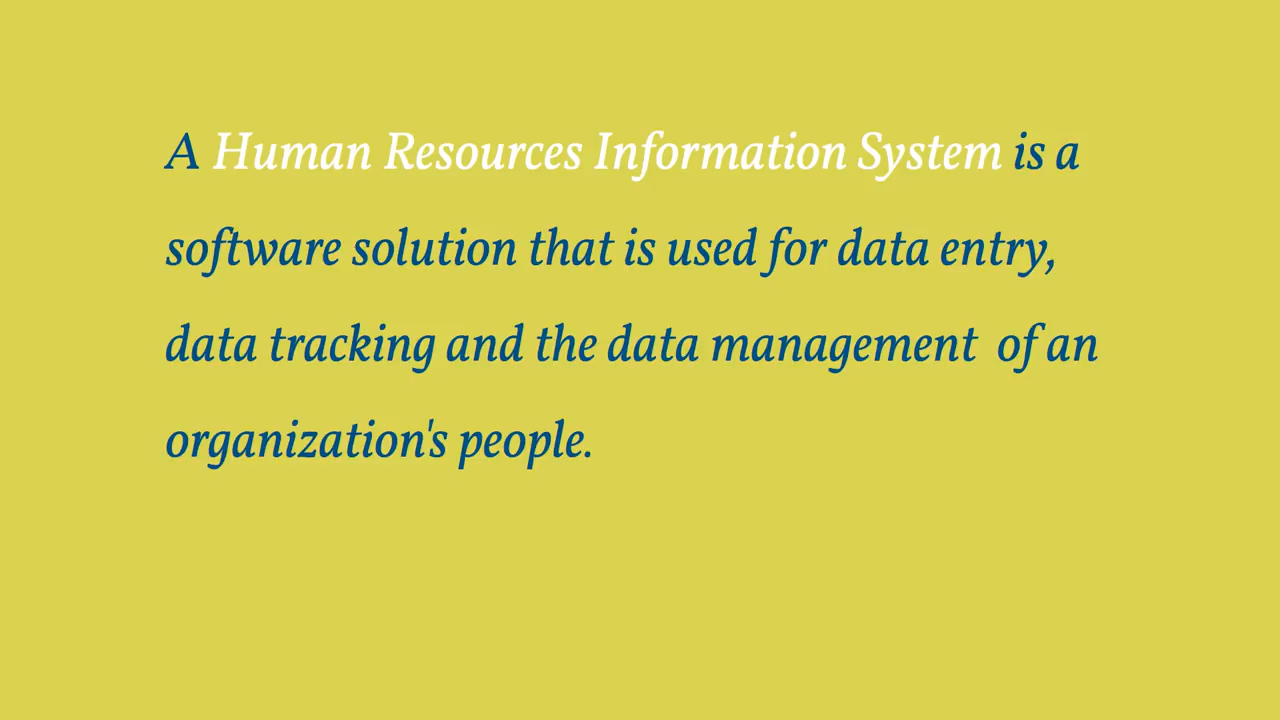 A Human Resources Information System is a
software solution that is used for data entry,
data tracking and the data management  of an
organization's people.